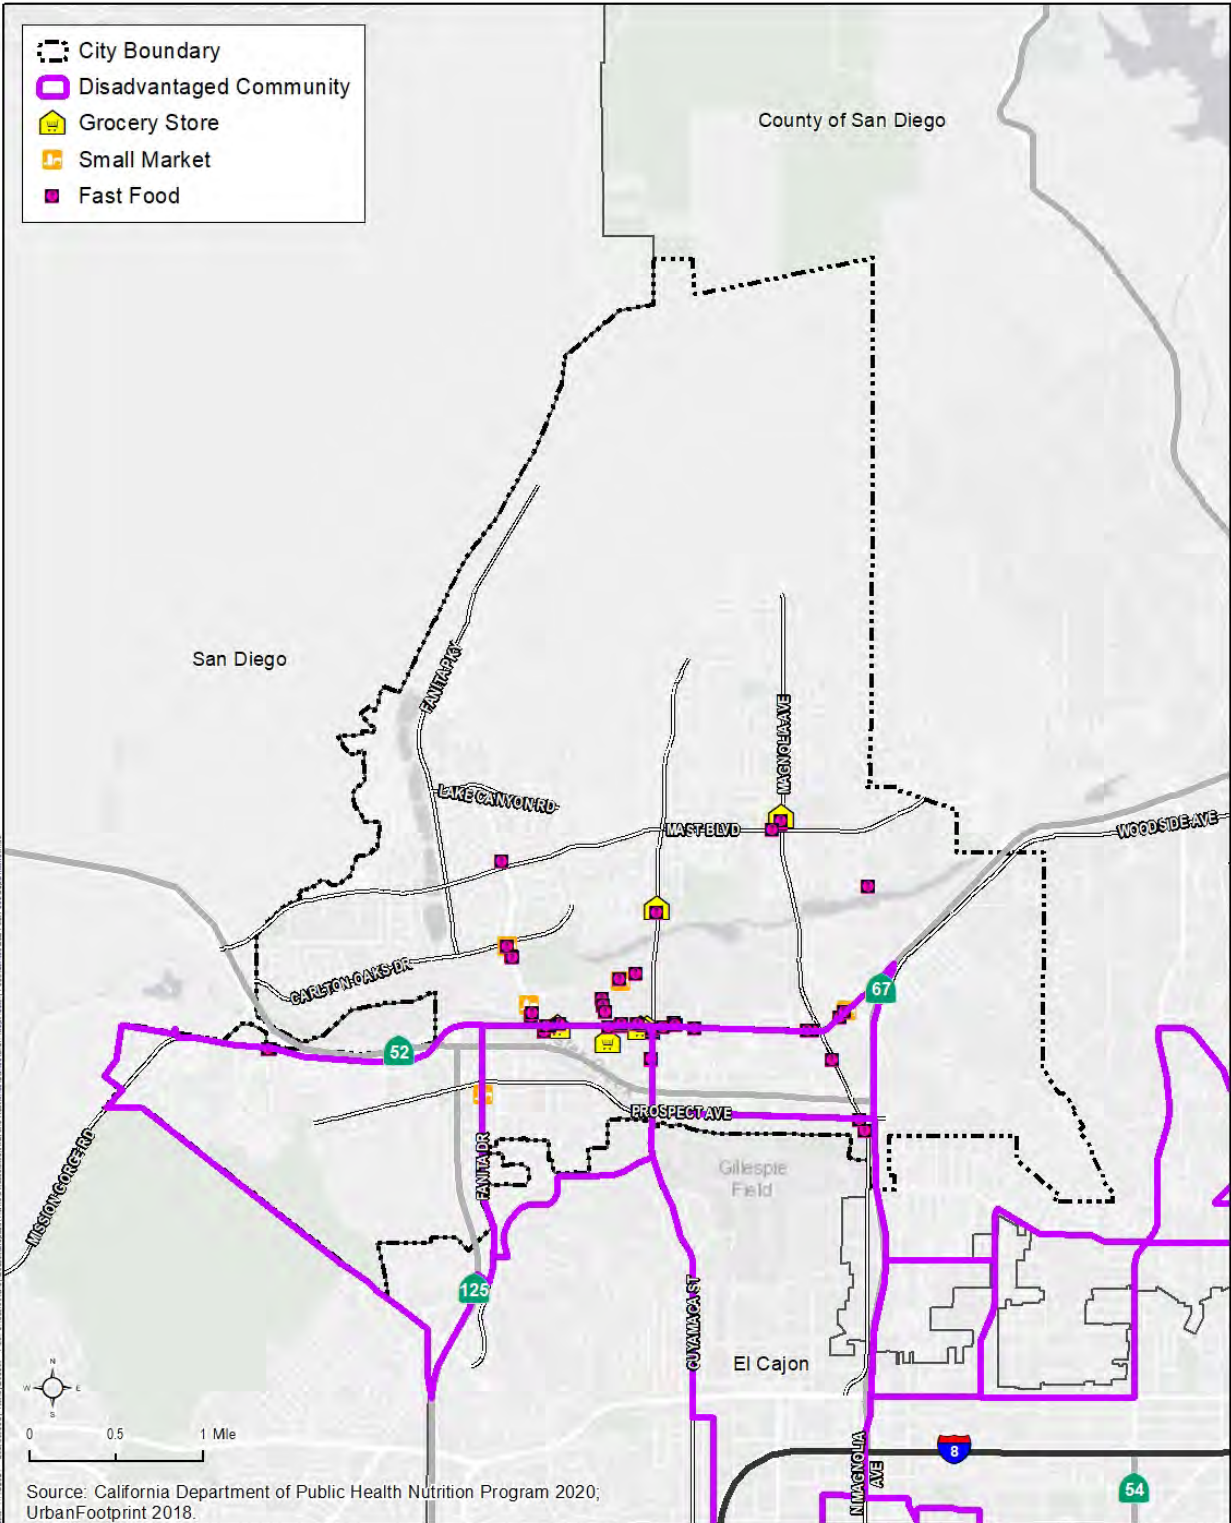 City Boundary
Disadvantaged Community
Grocery Store
Small Market
Fast Food
County of San Diego
San Diego
FANITA PKY
MAGNOLIA AVE
LAKE CANYON RD
MAST BLVD
WOODSIDE AVE
CARLTON OAKS DR
67
52
PROSPECT AVE
MISSION GORGE RD
FANITA DR
Gillespie
Field
125
CUYAMACA ST
El Cajon
N
W
E
S
0
0.5
1 Mile
N MAGNOLIA
AVE
8
54
Source: California Department of Public Health Nutrition Program 2020;
UrbanFootprint 2018.